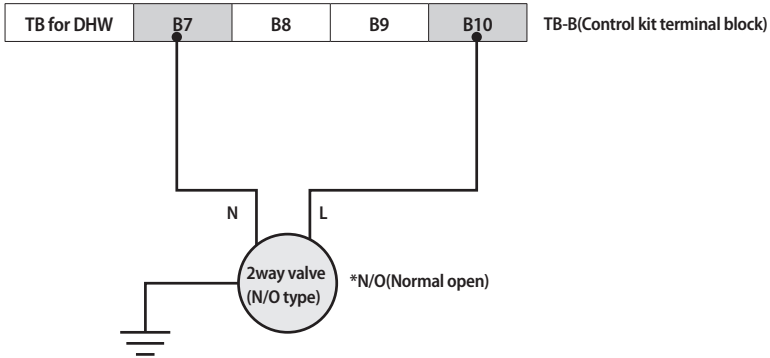 TB for DHW B7 B8 B9 B10 TB-B(Control kit terminal block)
N L
2way valve
(N/O type)
*N/O(Normal open)